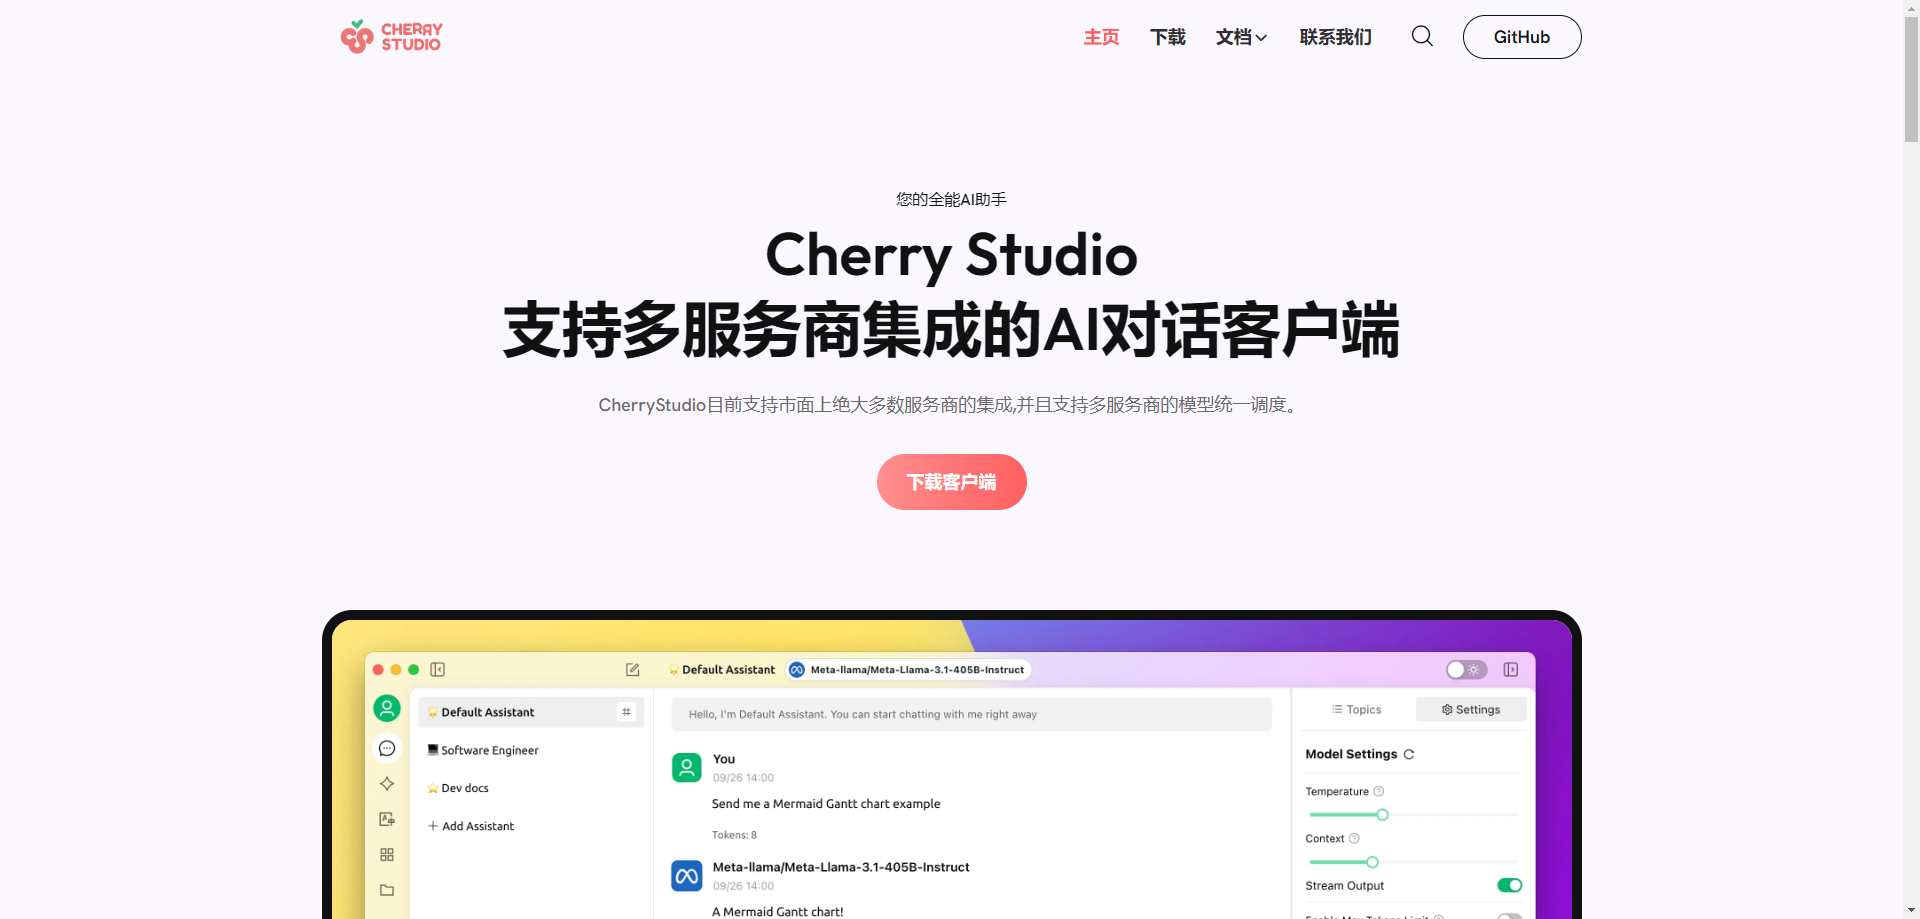 CHERRY
STUDIO
主页
下载
文档
联系我们
GitHub
您的全能AI助手
Cherry Studio
支持多服务商集成的AI对话客户端
CherryStudio目前支持市面上绝大多数服务商的集成,并且支持多服务商的模型统一调度。
下载客户端
Default Assistant
Meta-llama/Meta-Llama-3.1-405B-Instruct
Default Assistant
Software Engineer
Dev docs
Add Assistant
Hello, I'm Default Assistant. You can start chatting with me right away
You
09/26 14:00
Send me a Mermaid Gantt chart example
Tokens: 8
Meta-llama/Meta-Llama-3.1-405B-Instruct
09/26 14:00
A Mermaid Gantt chart!
Topics
Settings
Model Settings
Temperature
Context
Stream Output